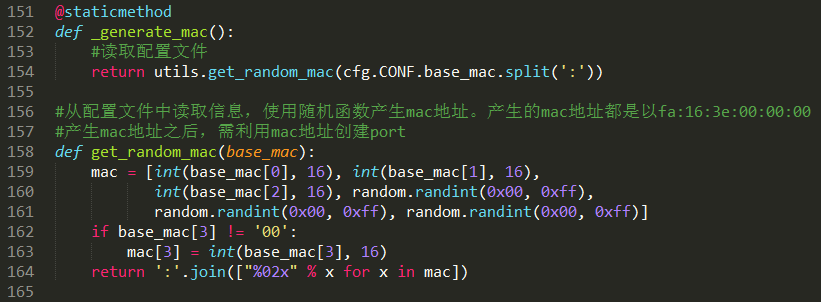 151 @staticmethod
152 def _generate_mac():
153     #读取配置文件
154     return utils.get_random_mac(cfg.CONF.base_mac.split(':'))
155
156 #从配置文件中读取信息，使用随机函数产生mac地址。产生的mac地址都是以fa:16:3e:00:00:00
157 #产生mac地址之后，需利用mac地址创建port
158 def get_random_mac(base_mac):
159     mac = [int(base_mac[0], 16), int(base_mac[1], 16),
160            int(base_mac[2], 16), random.randint(0x00, 0xff),
161            random.randint(0x00, 0xff), random.randint(0x00, 0xff)]
162     if base_mac[3] != '00':
163         mac[3] = int(base_mac[3], 16)
164     return ':'.join(["%02x" % x for x in mac])
165